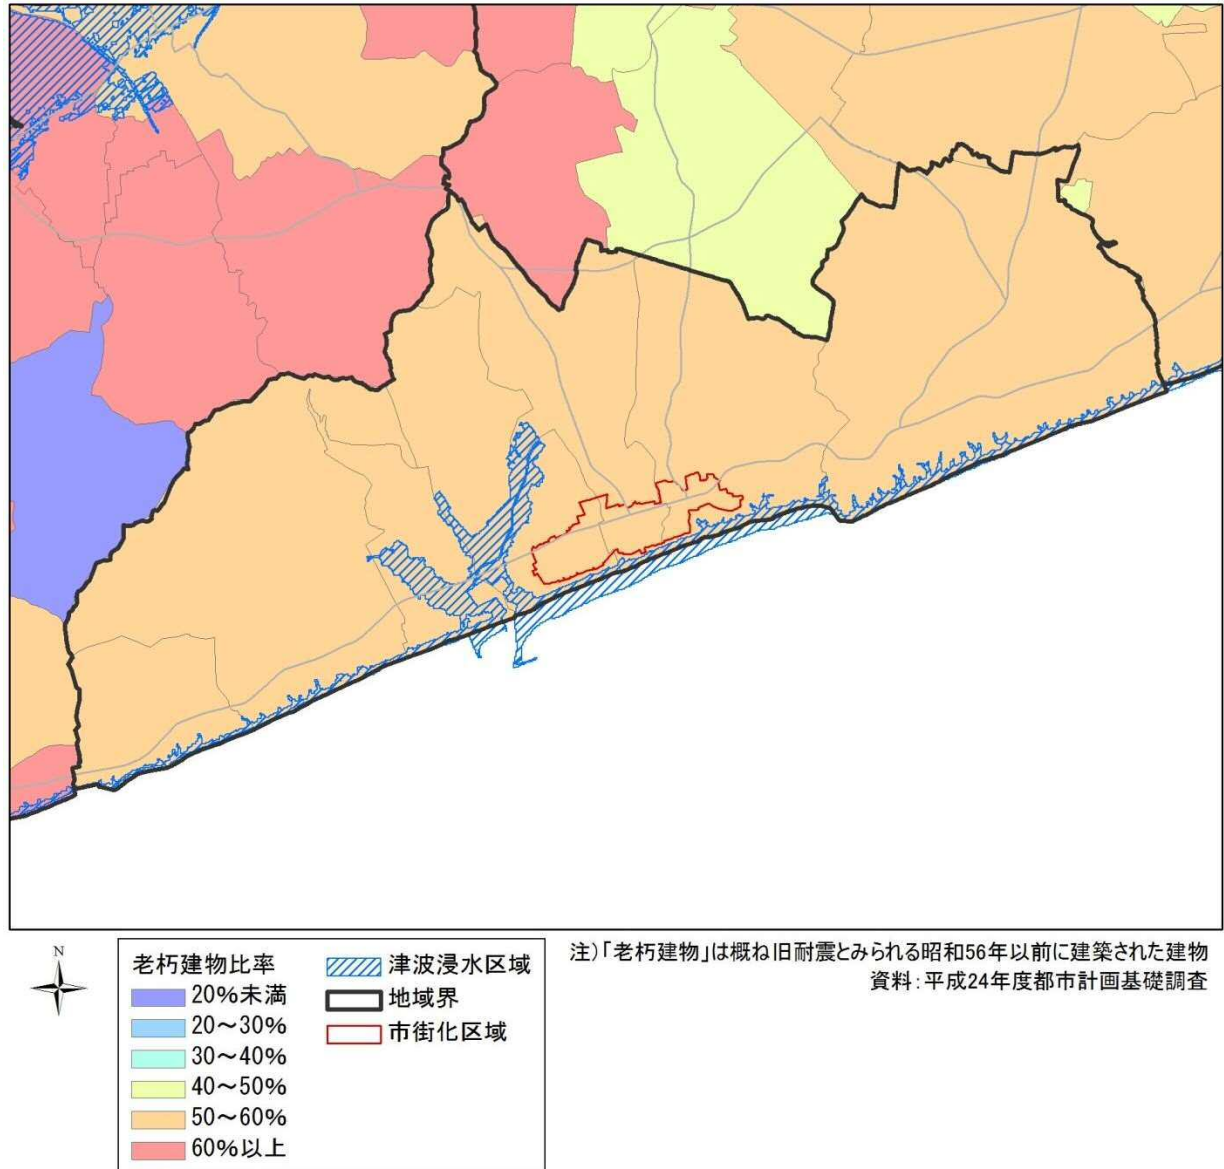 N
老朽建物比率
20%未満
20～30%
30～40%
40～50%
50～60%
60%以上
津波浸水区域
地域界
市街化区域
注)「老朽建物」は概ね旧耐震とみられる昭和56年以前に建築された建物
資料:平成24年度都市計画基礎調査